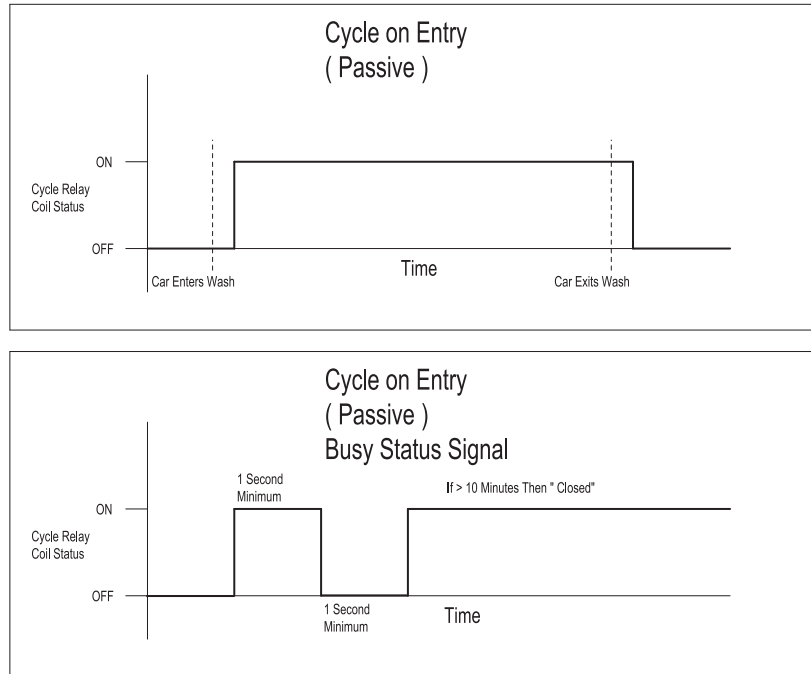 Cycle on Entry
( Passive )
ON
Cycle Relay
Coil Status
OFF
Time
Car Enters Wash
Car Exits Wash
Cycle on Entry
( Passive )
Busy Status Signal
1 Second
Minimum
If > 10 Minutes Then " Closed"
ON
Cycle Relay
Coil Status
OFF
1 Second
Minimum
Time